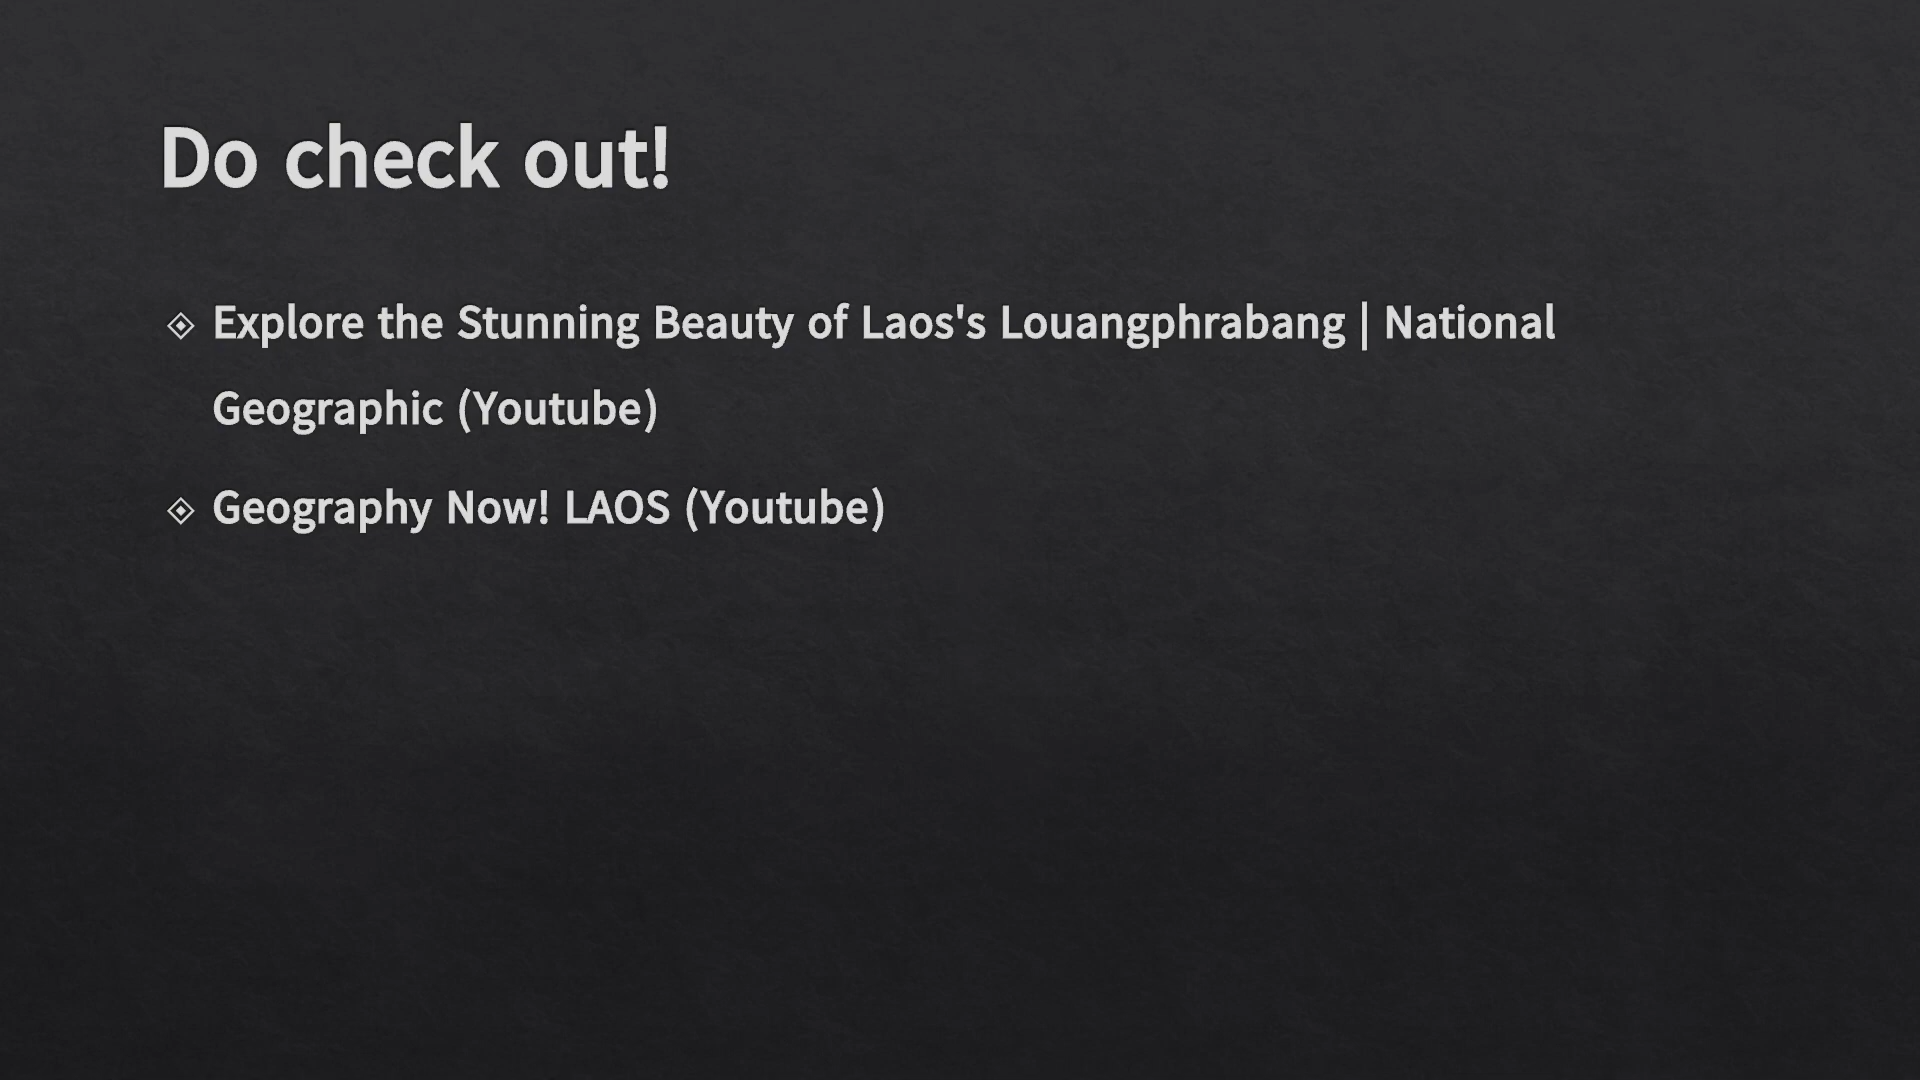 Do check out!
Explore the Stunning Beauty of Laos's Louangphrabang | National
Geographic (Youtube)
Geography Now! LAOS (Youtube)